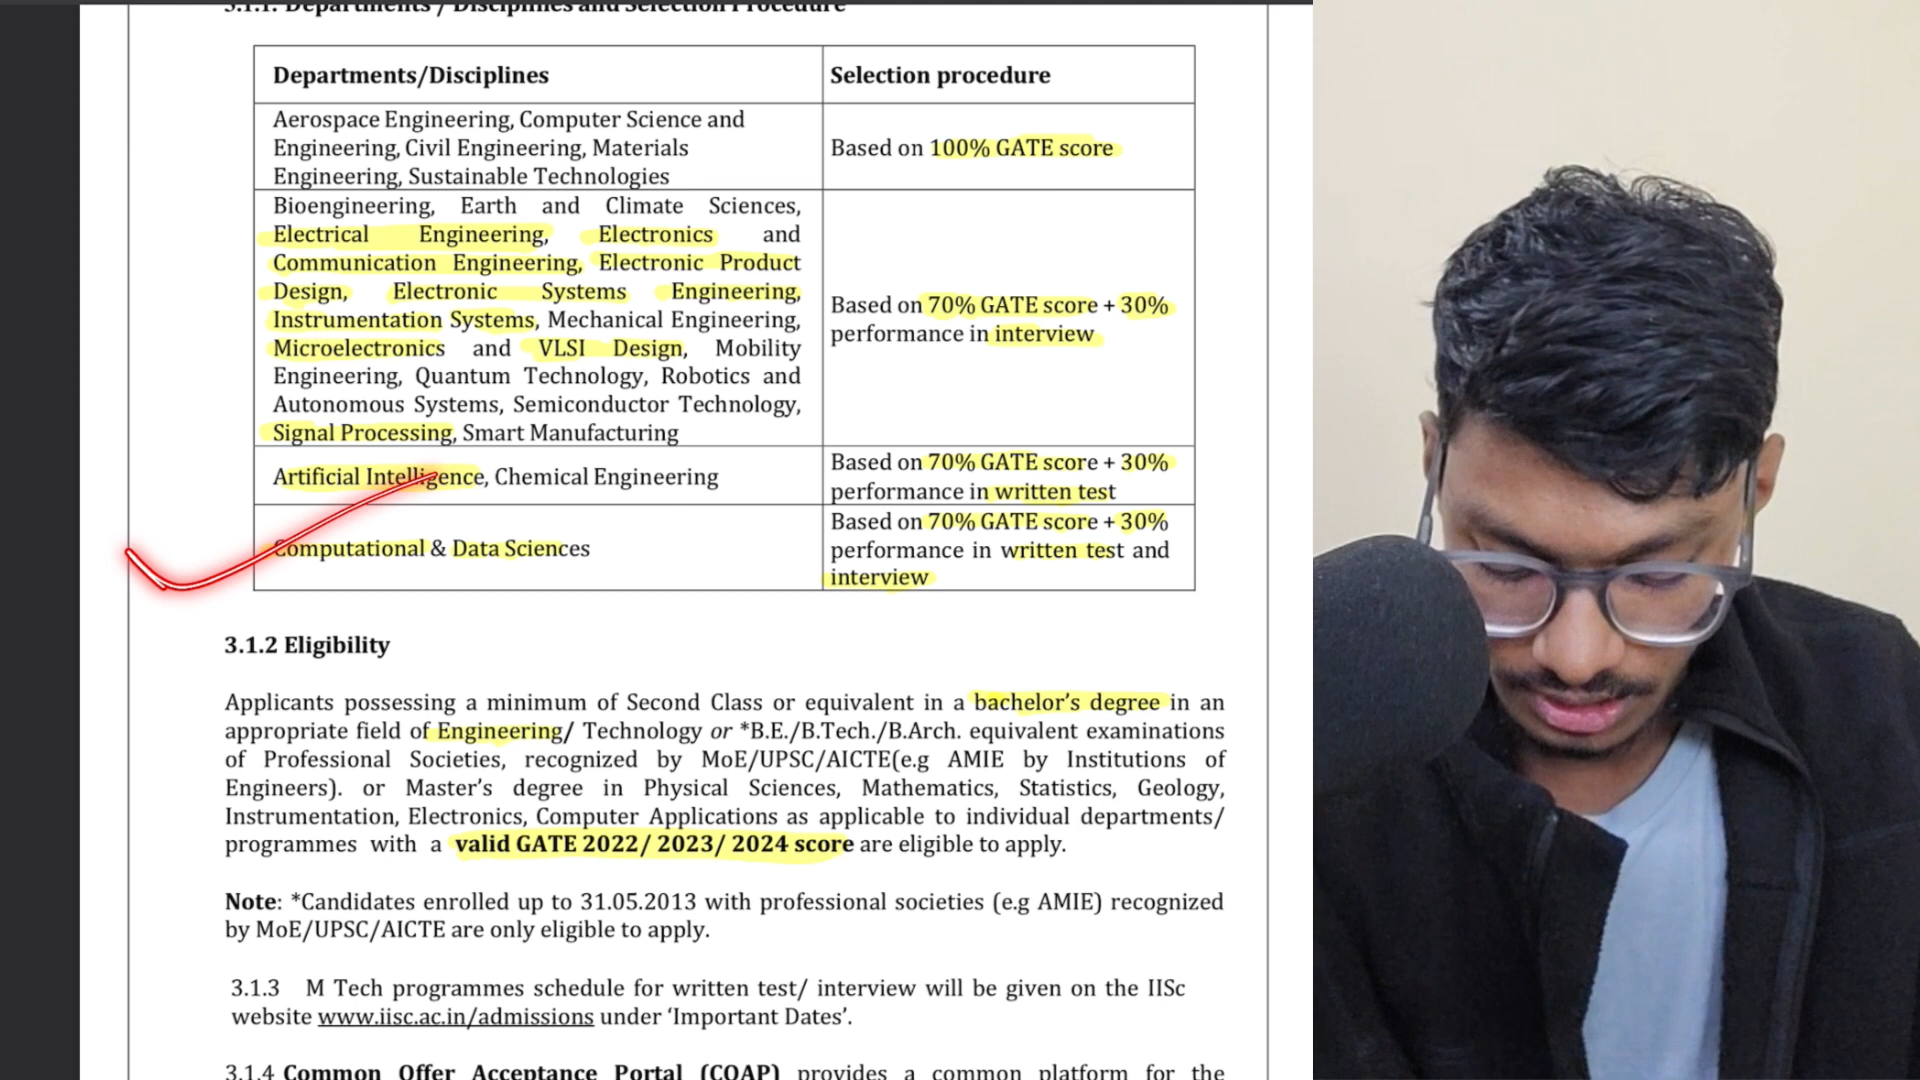 3.1.1. Departments / Disciplines and Selection Procedure
Departments/Disciplines
Selection procedure
Aerospace Engineering, Computer Science and
Engineering, Civil Engineering, Materials
Engineering, Sustainable Technologies
Based on 100% GATE score
Bioengineering, Earth and Climate Sciences,
Electrical Engineering, Electronics and
Communication Engineering, Electronic Product
Design, Electronic Systems Engineering,
Instrumentation Systems, Mechanical Engineering,
Microelectronics and VLSI Design, Mobility
Engineering, Quantum Technology, Robotics and
Autonomous Systems, Semiconductor Technology,
Signal Processing, Smart Manufacturing
Based on 70% GATE score + 30%
performance in interview
Artificial Intelligence, Chemical Engineering
Based on 70% GATE score + 30%
performance in written test
Computational & Data Sciences
Based on 70% GATE score + 30%
performance in written test and
interview
3.1.2 Eligibility
Applicants possessing a minimum of Second Class or equivalent in a bachelor's degree in an
appropriate field of Engineering/ Technology or *B.E./B.Tech./B.Arch. equivalent examinations
of Professional Societies, recognized by MoE/UPSC/AICTE(e.g AMIE by Institutions of
Engineers). or Master's degree in Physical Sciences, Mathematics, Statistics, Geology,
Instrumentation, Electronics, Computer Applications as applicable to individual departments/
programmes with a valid GATE 2022/ 2023/ 2024 score are eligible to apply.
Note: *Candidates enrolled up to 31.05.2013 with professional societies (e.g AMIE) recognized
by MoE/UPSC/AICTE are only eligible to apply.
3.1.3 M Tech programmes schedule for written test/ interview will be given on the IISc
website www.iisc.ac.in/admissions under 'Important Dates'.
3.1.4 Common Offer Acceptance Portal (COAP) provides a common platform for the